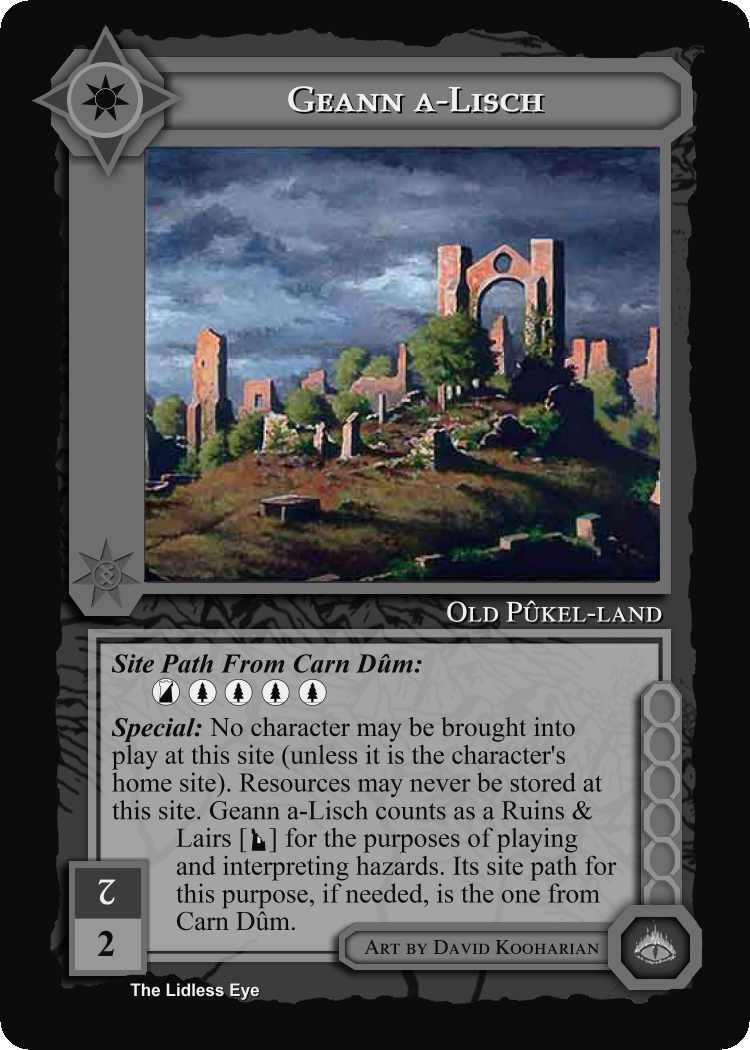 Geann a-Lisch
Old Pûkel-land
Site Path From Carn Dûm:
Special: No character may be brought into
play at this site (unless it is the character's
home site). Resources may never be stored at
this site. Geann a-Lisch counts as a Ruins &
Lairs [ ] for the purposes of playing
and interpreting hazards. Its site path for
this purpose, if needed, is the one from
Carn Dûm.
2
2
Art by David Kooharian
The Lidless Eye